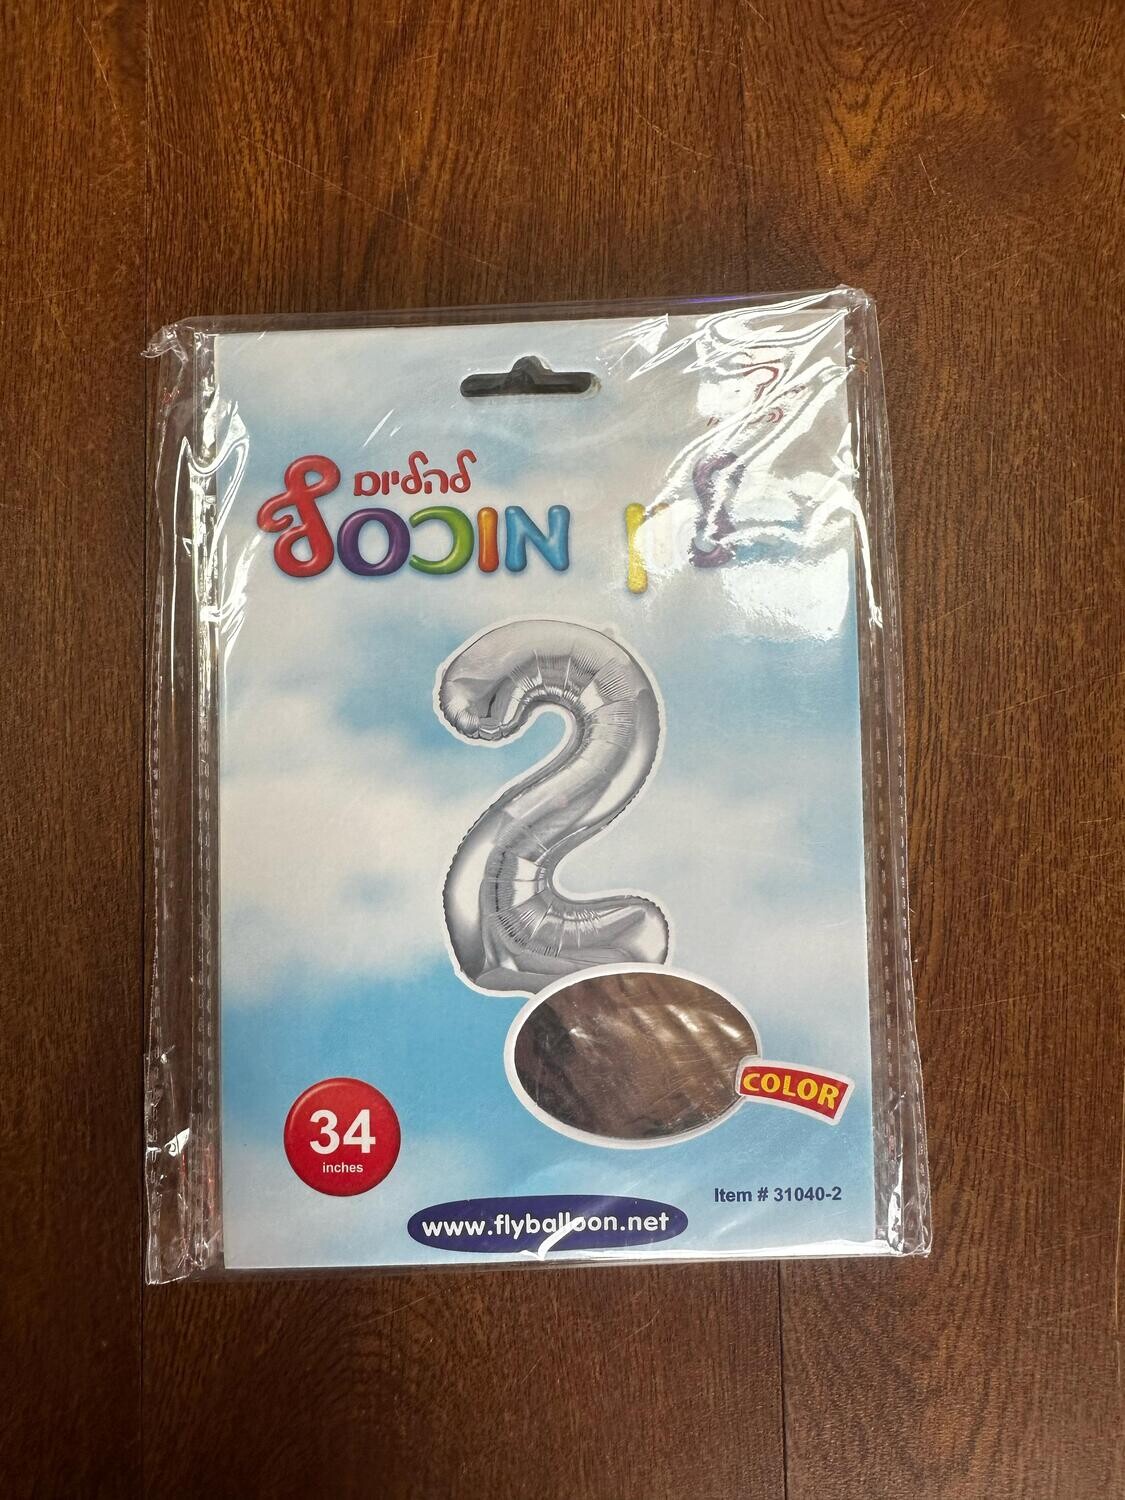 להליום
מוכסף
34
inches
COLOR
Item # 31040-2
www.flyballoon.net